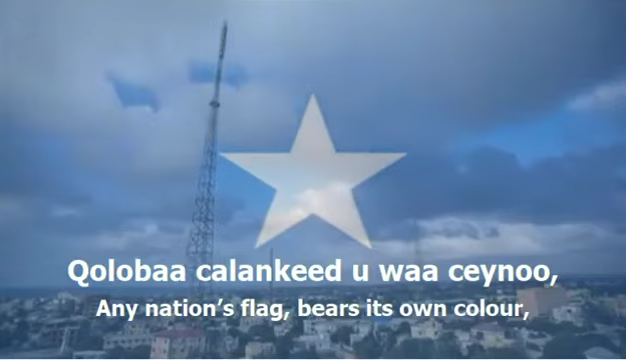 Qolobaa calankeed u waa ceynoo,
Any nation’s flag, bears its own colour,